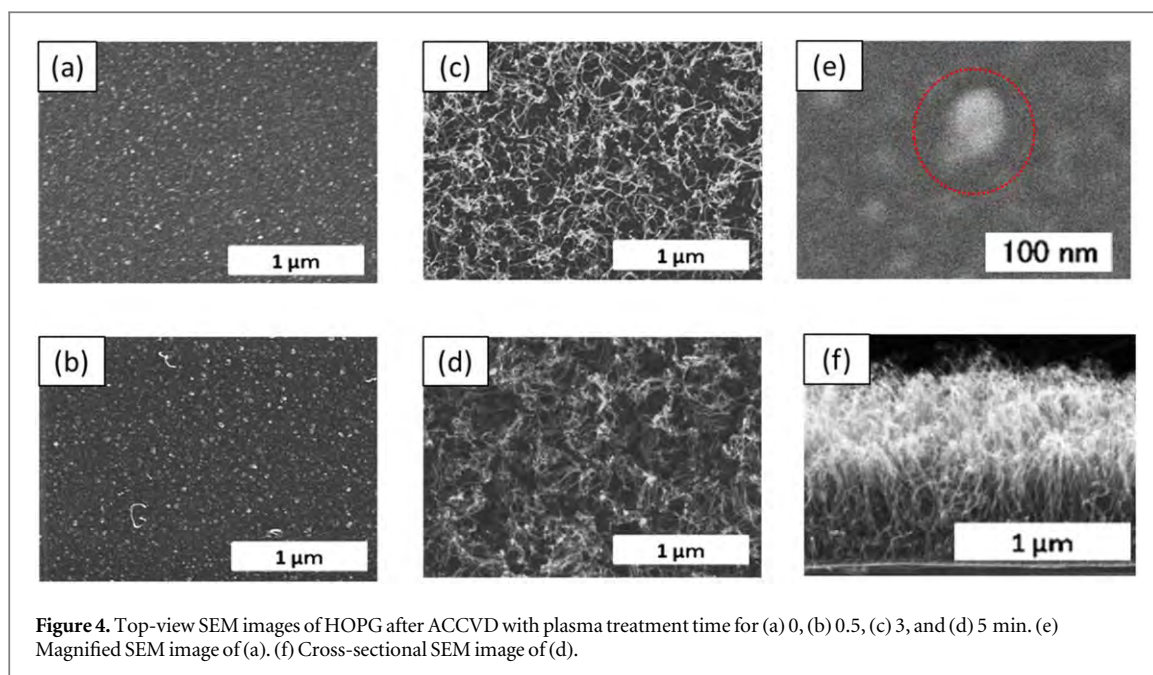 (a)
1 μm
(c)
1 μm
(e)
100 nm
(b)
1 μm
(d)
1 μm
(f)
1 μm
Figure 4. Top-view SEM images of HOPG after ACCVD with plasma treatment time for (a) 0, (b) 0.5, (c) 3, and (d) 5 min. (e)
Magnified SEM image of (a). (f) Cross-sectional SEM image of (d).